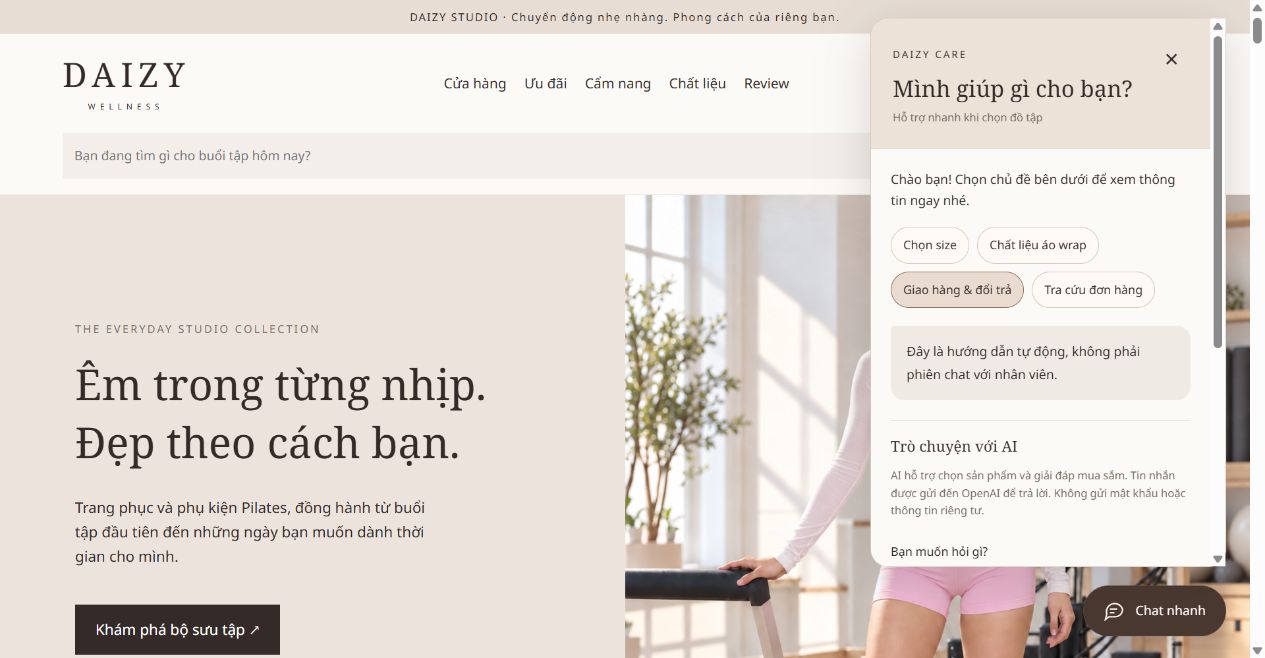 DAIZY STUDIO · Chuyển động nhẹ nhàng. Phong cách của riêng bạn.
DAIZY
WELLNESS
Cửa hàng
Ưu đãi
Cẩm nang
Chất liệu
Review
Bạn đang tìm gì cho buổi tập hôm nay?
THE EVERYDAY STUDIO COLLECTION
Êm trong từng nhịp.
Đẹp theo cách bạn.
Trang phục và phụ kiện Pilates, đồng hành từ buổi
tập đầu tiên đến những ngày bạn muốn dành thời
gian cho mình.
Khám phá bộ sưu tập ↗
DAIZY CARE
Mình giúp gì cho bạn?
Hỗ trợ nhanh khi chọn đồ tập
Chào bạn! Chọn chủ đề bên dưới để xem thông
tin ngay nhé.
Chọn size
Chất liệu áo wrap
Giao hàng & đổi trả
Tra cứu đơn hàng
Đây là hướng dẫn tự động, không phải
phiên chat với nhân viên.
Trò chuyện với AI
AI hỗ trợ chọn sản phẩm và giải đáp mua sắm. Tin nhắn
được gửi đến OpenAI để trả lời. Không gửi mật khẩu hoặc
thông tin riêng tư.
Bạn muốn hỏi gì?
Chat nhanh